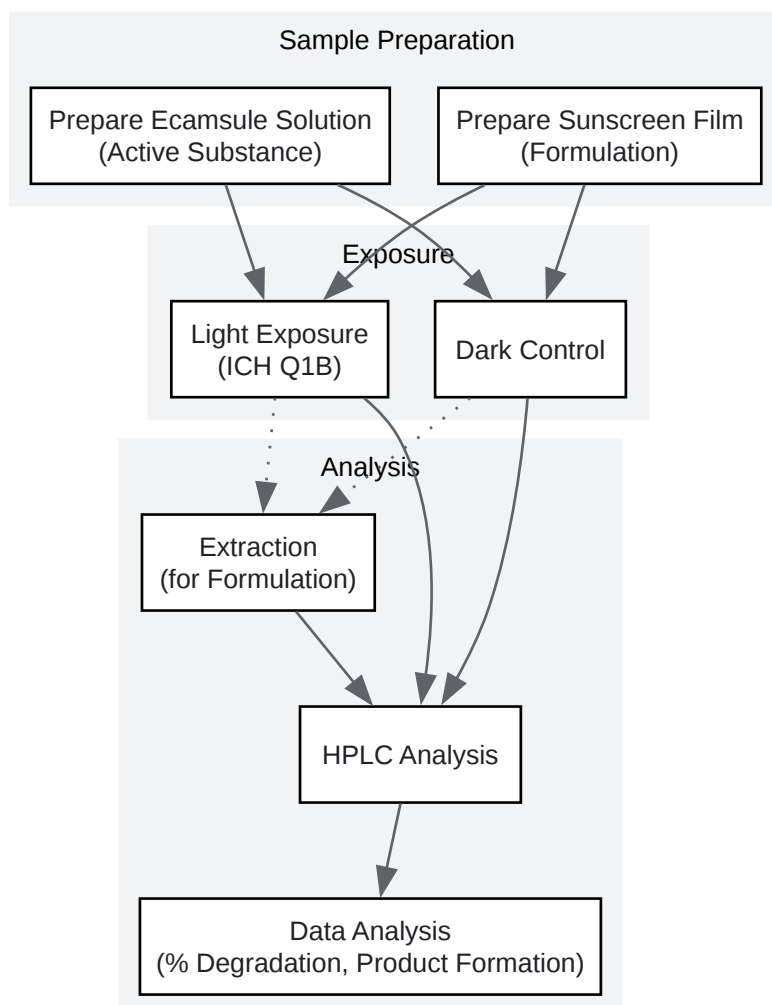 Sample Preparation
Prepare Ecamsule Solution
(Active Substance)
Prepare Sunscreen Film
(Formulation)
Exposure
Light Exposure
(ICH Q1B)
Dark Control
Analysis
Extraction
(for Formulation)
HPLC Analysis
Data Analysis
(% Degradation, Product Formation)